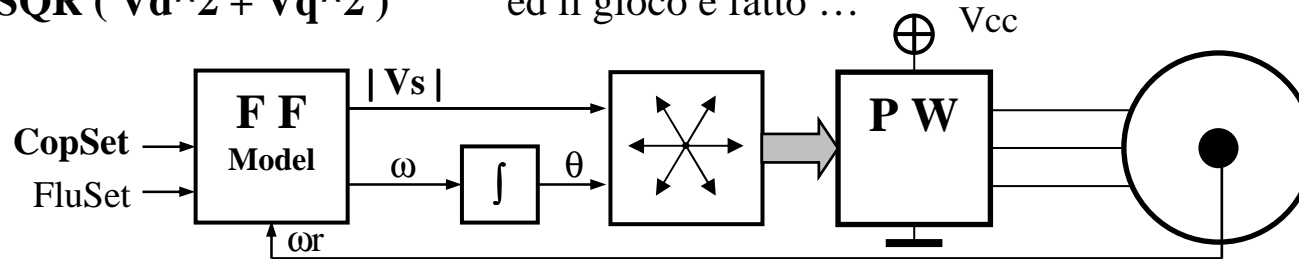 SQR ( Vd^2 + Vq^2 ) ed il gioco è fatto …
Vcc
| Vs |
F F
Model
P W
CopSet
FluSet
ω
∫
θ
ωr